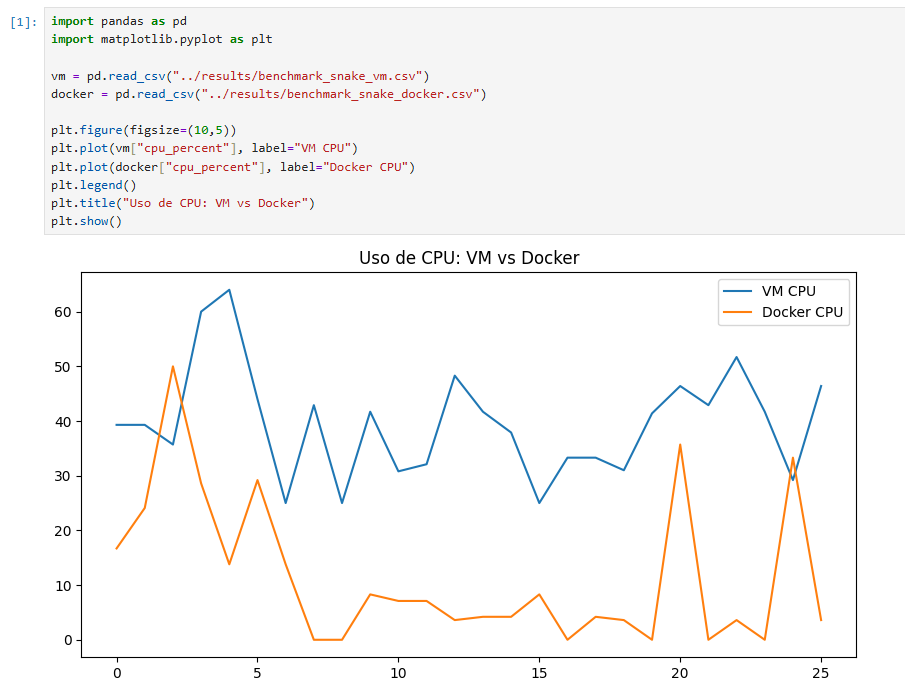 [1]:
import pandas as pd
import matplotlib.pyplot as plt
vm = pd.read_csv("../results/benchmark_snake_vm.csv")
docker = pd.read_csv("../results/benchmark_snake_docker.csv")
plt.figure(figsize=(10,5))
plt.plot(vm["cpu_percent"], label="VM CPU")
plt.plot(docker["cpu_percent"], label="Docker CPU")
plt.legend()
plt.title("Uso de CPU: VM vs Docker")
plt.show()
Uso de CPU: VM vs Docker
VM CPU
Docker CPU
60
50
40
30
20
10
0
0 5 10 15 20 25